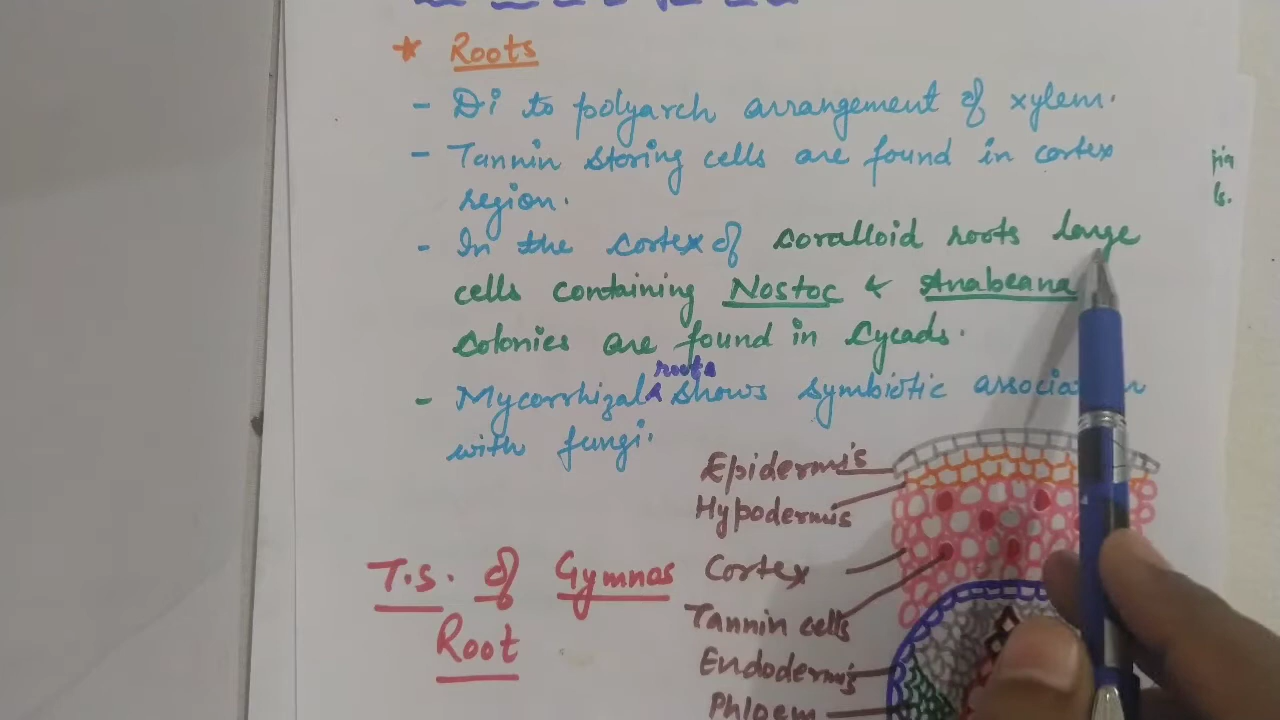 * Roots
- Di to polyarch arrangement of xylem.
- Tannin storing cells are found in cortex
region.
- In the cortex of coralloid roots large
cells containing Nostoc & Anabeana
colonies are found in Cycads.
roots
- Mycorrhizal shows symbiotic
with fungi.
Epidermis
Hypodermis
Cortex
Tannin cells
Endodermis
Phloem
T.S. of Gymnos
Root